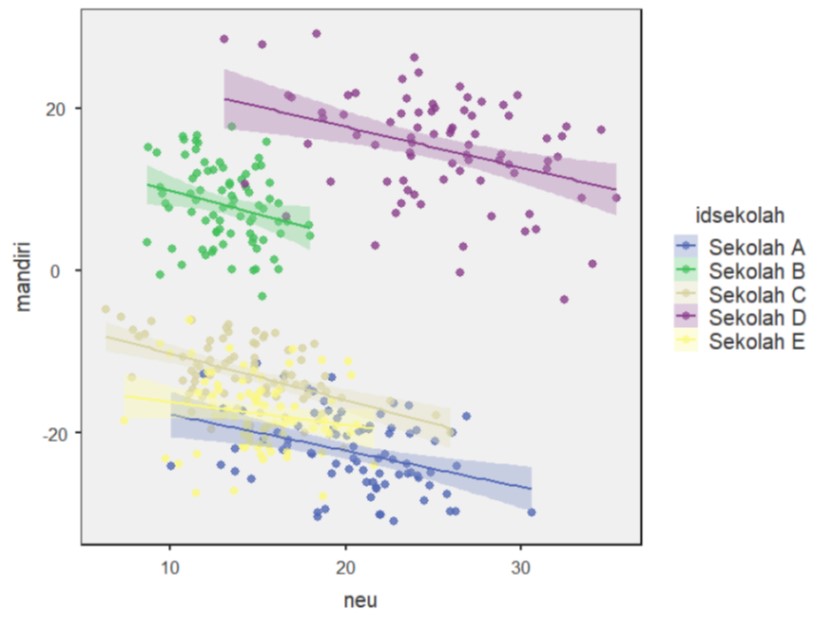 20
0
-20
mandiri
10
20
30
neu
idsekolah
Sekolah A
Sekolah B
Sekolah C
Sekolah D
Sekolah E